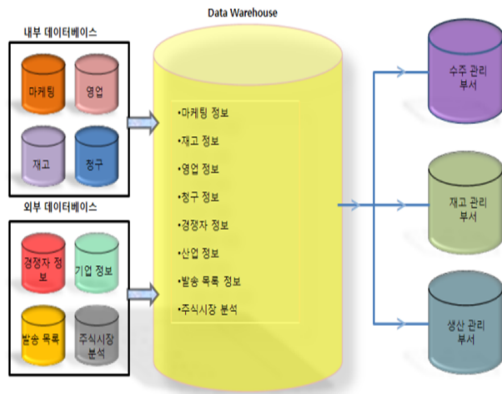 Data Warehouse
내부 데이터베이스
마케팅
영업
재고
청구
외부 데이터베이스
경쟁자 정
보
기업 정보
발송 목록
주식시장
분석
•마케팅 정보
•재고 정보
•영업 정보
•청구 정보
•경쟁자 정보
•산업 정보
•발송 목록 정보
•주식시장 분석
수주 관리
부서
재고 관리
부서
생산 관리
부서